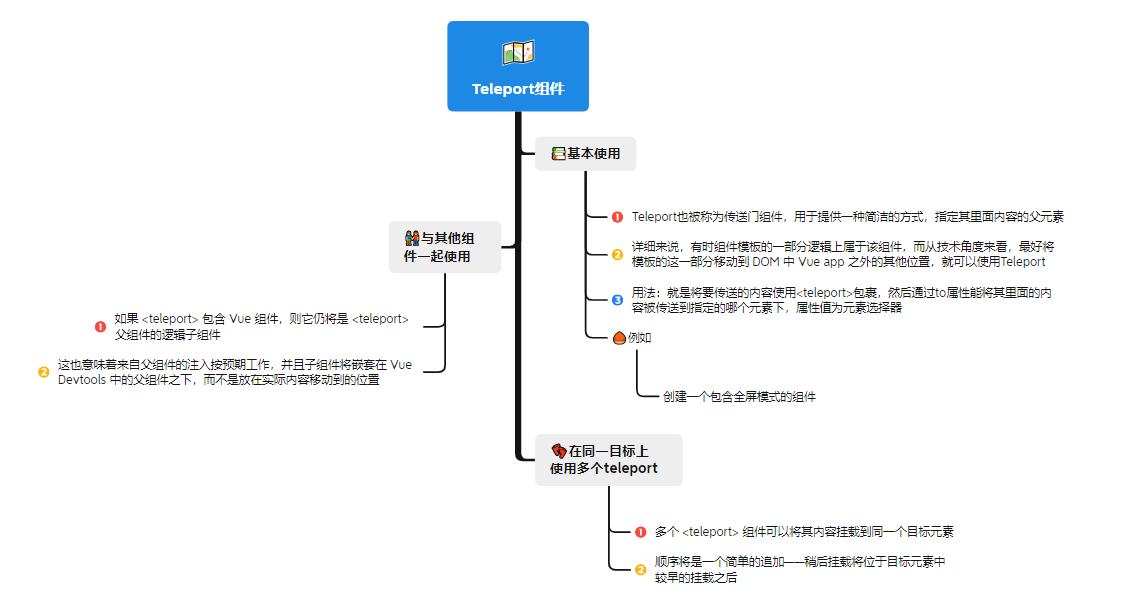 Teleport组件
基本使用
Teleport也被称为传送门组件，用于提供一种简洁的方式，指定其里面内容的父元素
详细来说，有时组件模板的一部分逻辑上属于该组件，而从技术角度来看，最好将
模板的这一部分移动到 DOM 中 Vue app 之外的其他位置，就可以使用Teleport
用法：就是将要传送的内容使用<teleport>包裹，然后通过to属性能将其里面的内
容被传送到指定的哪个元素下，属性值为元素选择器
例如
创建一个包含全屏模式的组件
与其他组
件一起使用
如果 <teleport> 包含 Vue 组件，则它仍将是 <teleport>
父组件的逻辑子组件
这也意味着来自父组件的注入按预期工作，并且子组件将嵌套在 Vue
Devtools 中的父组件之下，而不是放在实际内容移动到的位置
在同一目标上
使用多个teleport
多个 <teleport> 组件可以将其内容挂载到同一个目标元素
顺序将是一个简单的追加——稍后挂载将位于目标元素中
较早的挂载之后